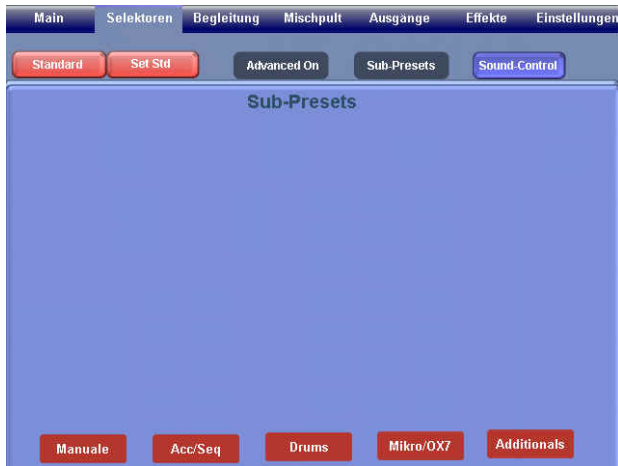 Main Selektoren Begleitung Mischpult Ausgänge Effekte Einstellungen
Standard Set Std Advanced On Sub-Presets Sound-Control
Sub-Presets
Manuale Acc/Seq Drums Mikro/OX7 Additionals